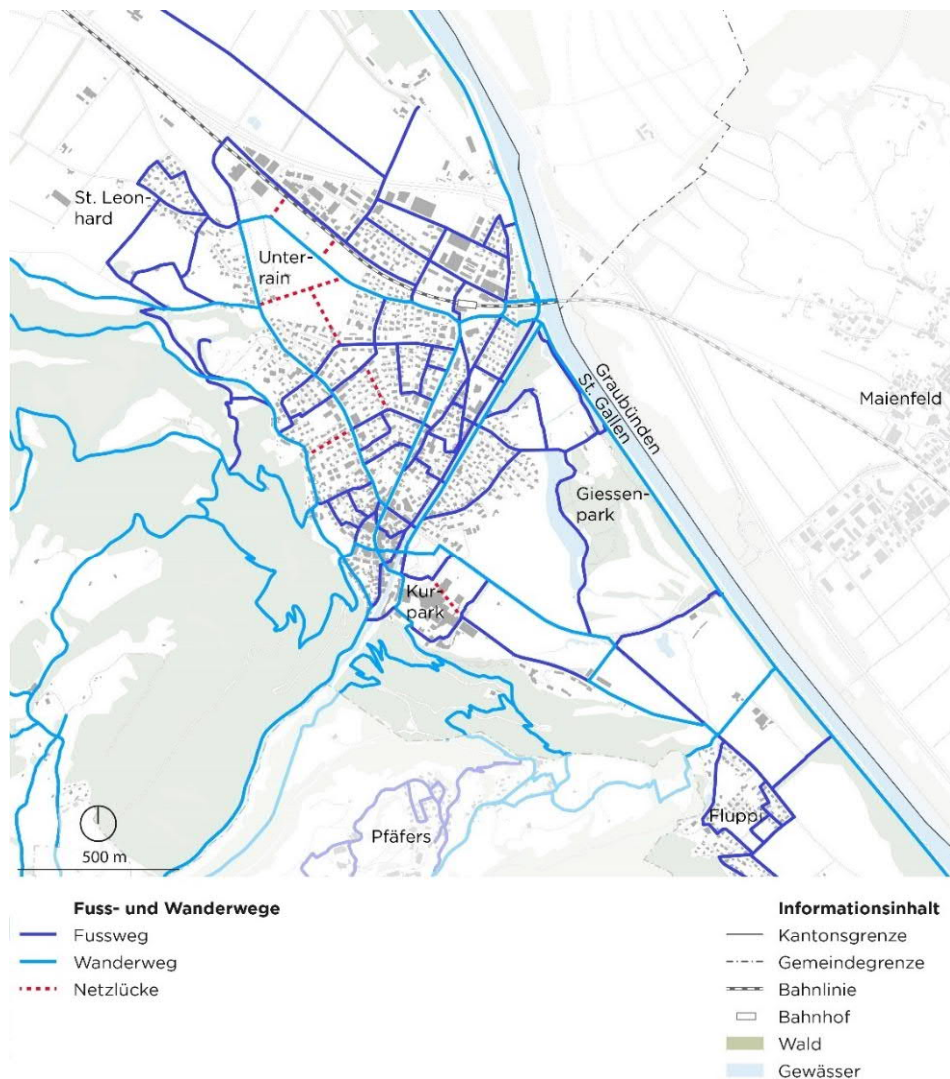 St. Leon-
hard
Unter-
rain
Graubünden
St. Gallen
Maienfeld
Giessen-
park
Kur-
park
500 m
Pfäfers
Fluppi
Fuss- und Wanderwege
Fussweg
Wanderweg
Netzlücke
Informationsinhalt
Kantonsgrenze
Gemeindegrenze
Bahnlinie
Bahnhof
Wald
Gewässer